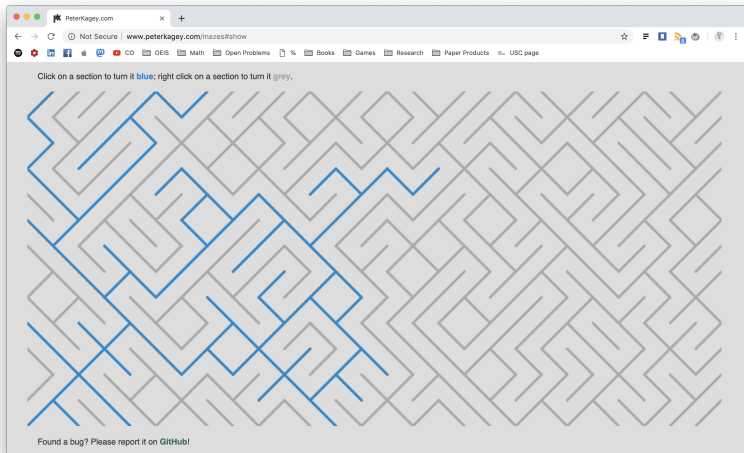 PeterKagey.com
Not Secure | www.peterkagey.com/mazes#show
CO OEIS Math Open Problems % Books Games Research Paper Products USC page
Click on a section to turn it blue; right click on a section to turn it grey.
Found a bug? Please report it on GitHub!